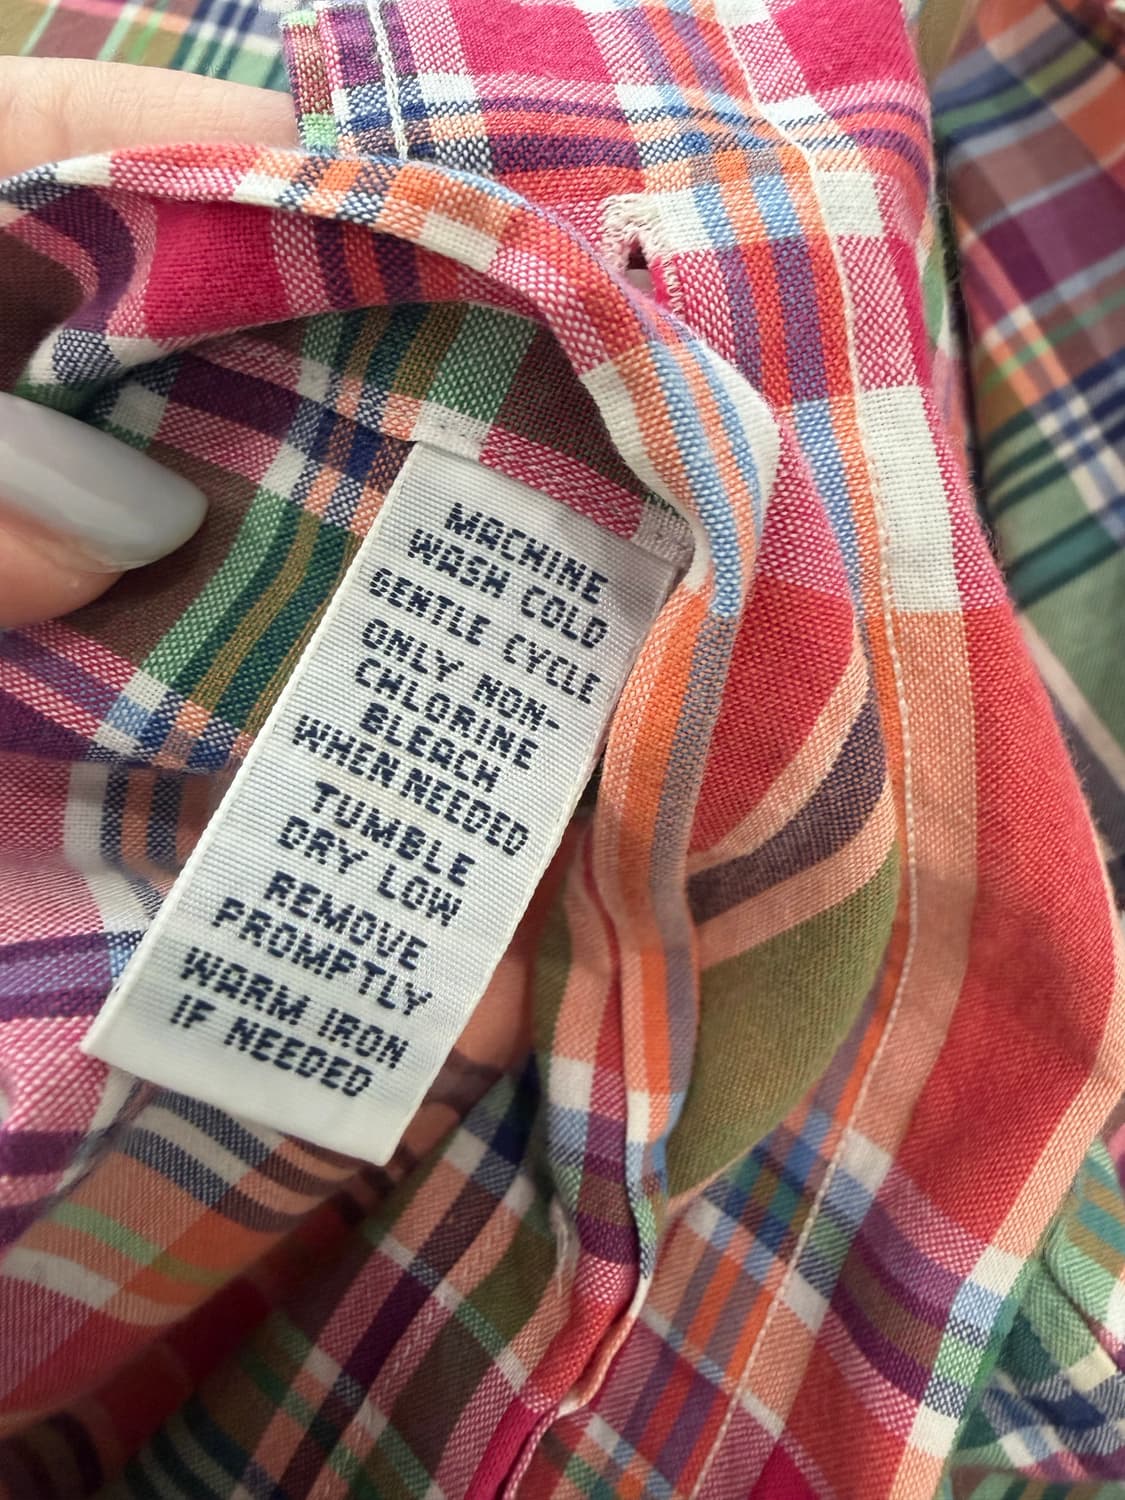 MACHINE
WASH COLD
GENTLE CYCLE
ONLY NON-
CHLORINE
BLEACH
WHEN NEEDED
TUMBLE
DRY LOW
REMOVE
PROMPTLY
WARM IRON
IF NEEDED